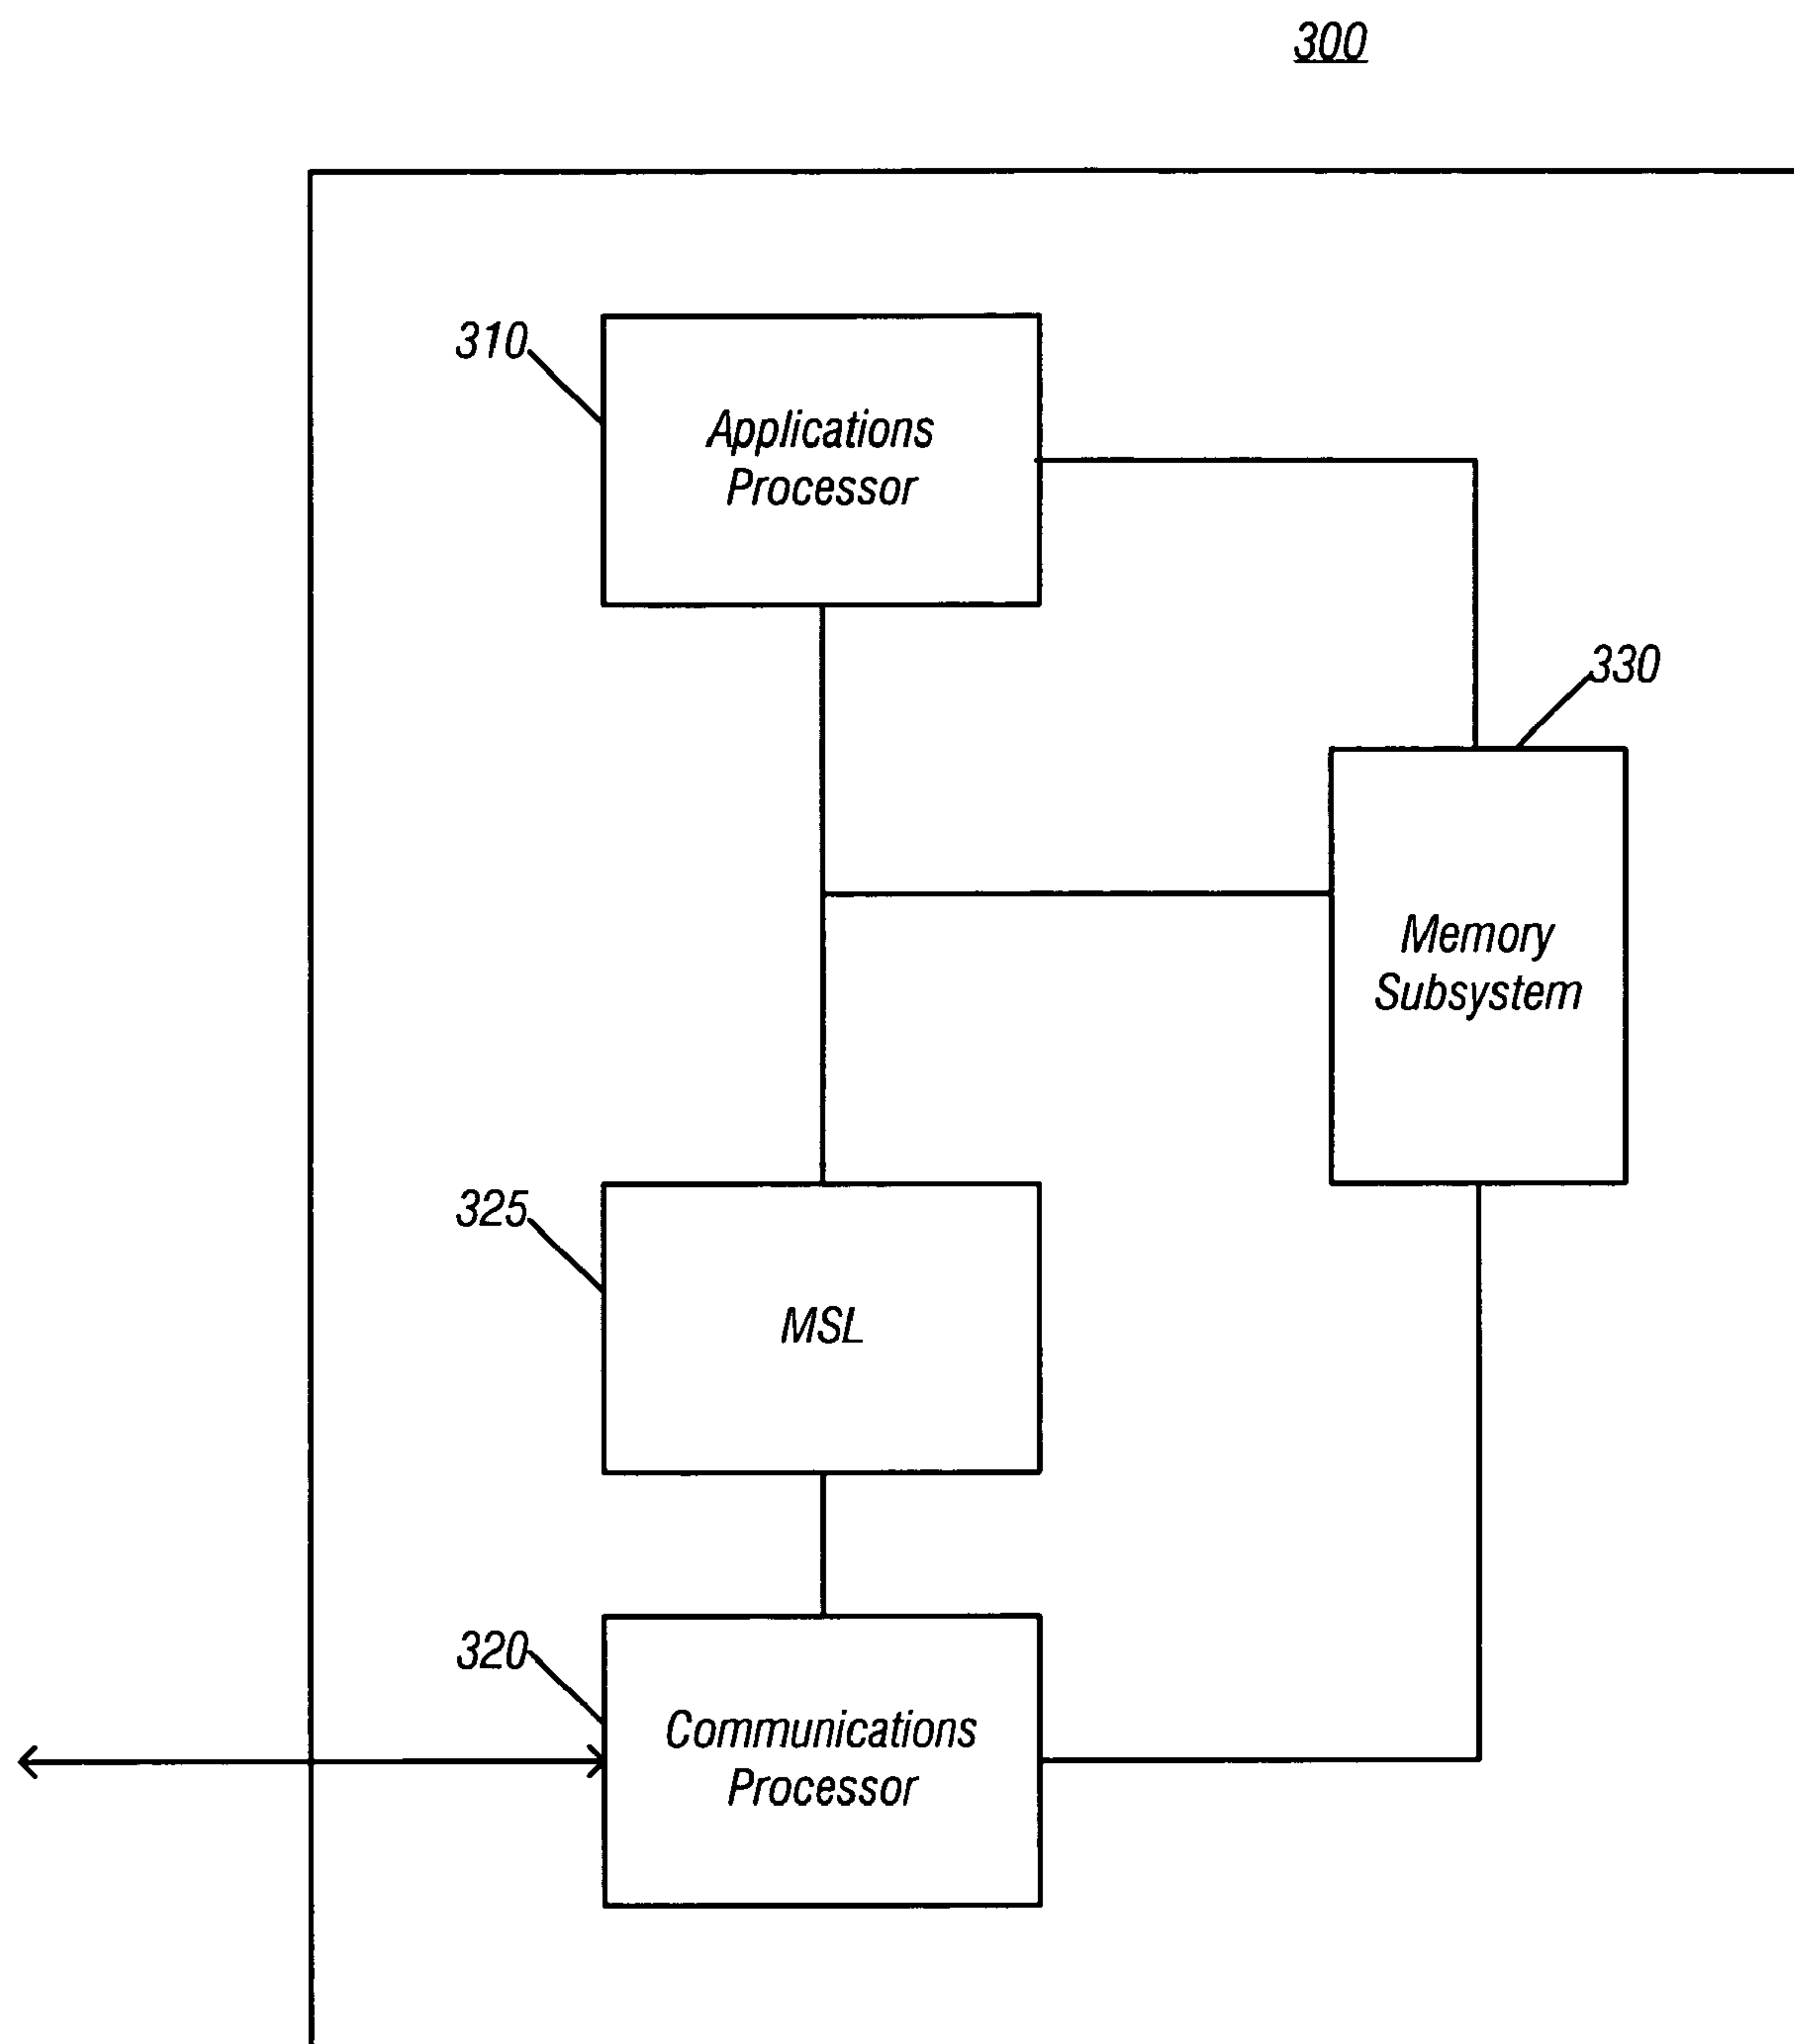 300
310
Applications
Processor
330
Memory
Subsystem
325
MSL
320
Communications
Processor